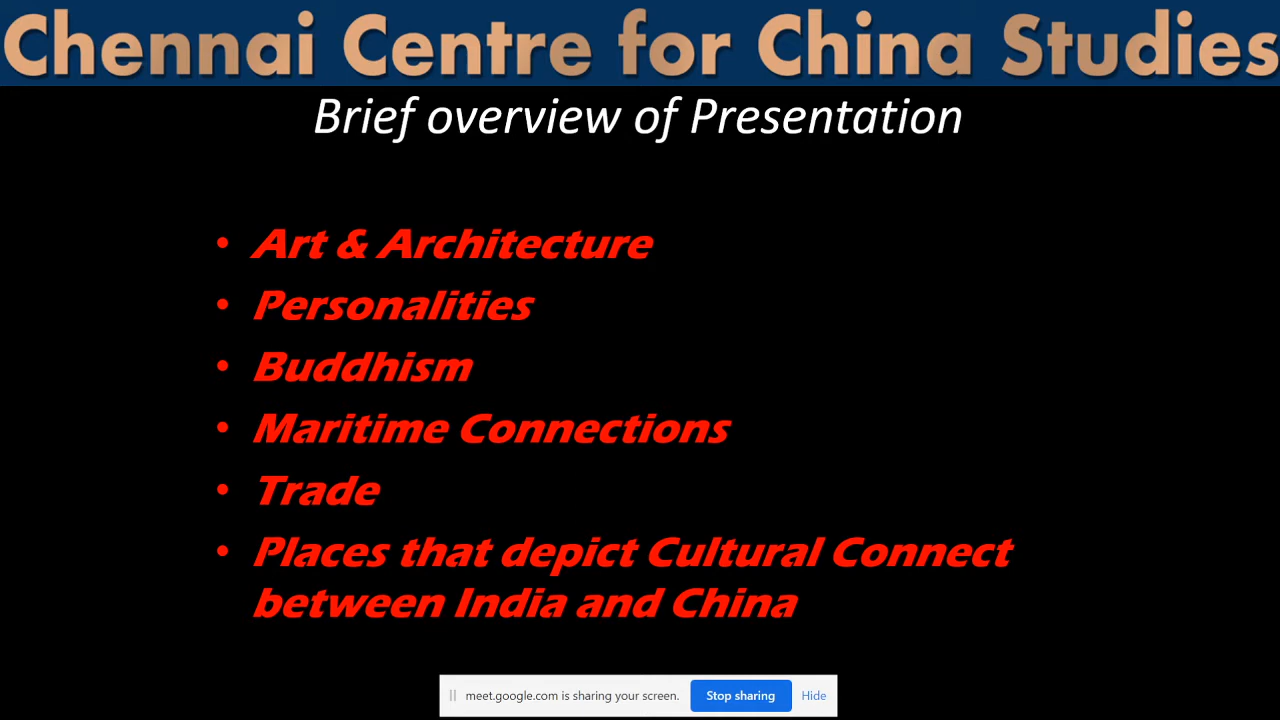 Chennai Centre for China Studies
Brief overview of Presentation
• Art & Architecture
• Personalities
• Buddhism
• Maritime Connections
• Trade
• Places that depict Cultural Connect
between India and China
meet.google.com is sharing your screen. Stop sharing Hide